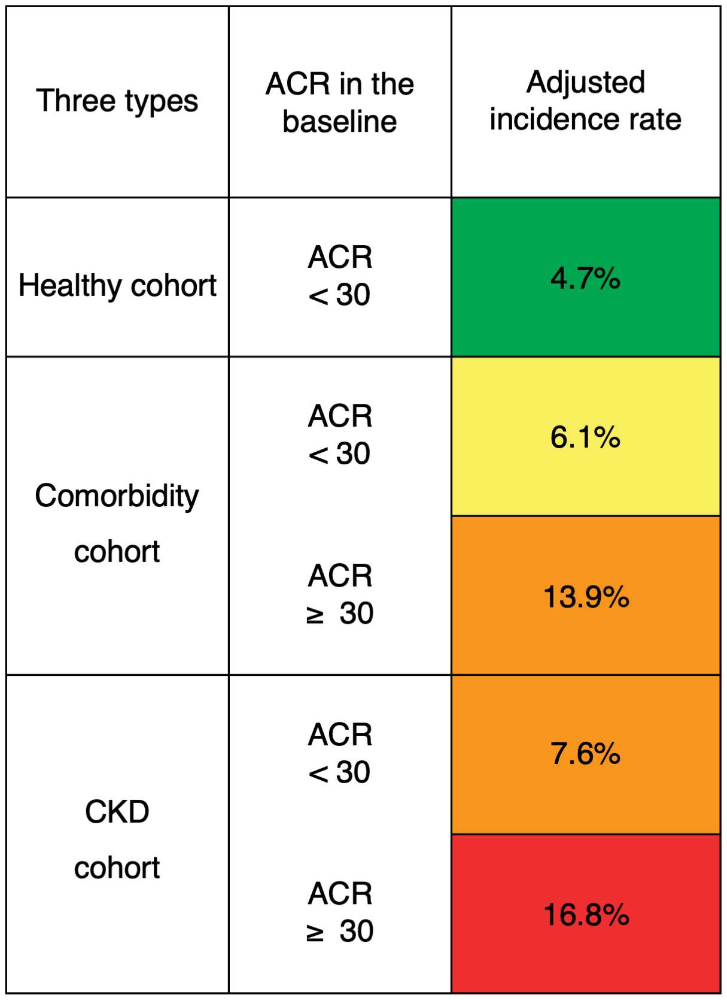 Three types
ACR in the
baseline
Adjusted
incidence rate
Healthy cohort
ACR
< 30
4.7%
Comorbidity
cohort
ACR
< 30
6.1%
ACR
≥ 30
13.9%
CKD
cohort
ACR
< 30
7.6%
ACR
≥ 30
16.8%